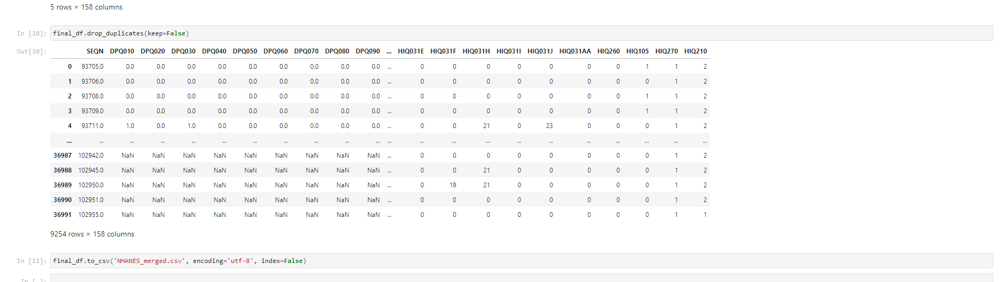 5 rows × 158 columns
In [10]: final_df.drop_duplicates(keep=False)
Out[10]:
SEQN DPQ010 DPQ020 DPQ030 DPQ040 DPQ050 DPQ060 DPQ070 DPQ080 DPQ090 ... HIQ031E HIQ031F HIQ031H HIQ031I HIQ031J HIQ031AA HIQ260 HIQ105 HIQ270 HIQ210
0 93705.0 0.0 0.0 0.0 0.0 0.0 0.0 0.0 0.0 0.0 ... 0 0 0 0 0 0 0 1 1 2
1 93706.0 0.0 0.0 0.0 0.0 0.0 0.0 0.0 0.0 0.0 ... 0 0 0 0 0 0 0 0 1 2
2 93708.0 0.0 0.0 0.0 0.0 0.0 0.0 0.0 0.0 0.0 ... 0 0 0 0 0 0 0 1 1 2
3 93709.0 0.0 0.0 0.0 0.0 0.0 0.0 0.0 0.0 0.0 ... 0 0 0 0 0 0 0 1 1 2
4 93711.0 1.0 0.0 1.0 0.0 0.0 0.0 0.0 0.0 0.0 ... 0 0 21 0 23 0 0 0 1 2
... ... ... ... ... ... ... ... ... ... ... ... ... ... ... ... ... ... ... ... ... ...
36987 102942.0 NaN NaN NaN NaN NaN NaN NaN NaN NaN ... 0 0 0 0 0 0 0 0 1 2
36988 102945.0 NaN NaN NaN NaN NaN NaN NaN NaN NaN ... 0 0 21 0 0 0 0 0 1 2
36989 102950.0 NaN NaN NaN NaN NaN NaN NaN NaN NaN ... 0 19 21 0 0 0 0 0 1 2
36990 102951.0 NaN NaN NaN NaN NaN NaN NaN NaN NaN ... 0 0 0 0 0 0 0 0 1 2
36991 102955.0 NaN NaN NaN NaN NaN NaN NaN NaN NaN ... 0 0 0 0 0 0 0 0 1 1
9254 rows × 158 columns
In [11]: final_df.to_csv('NHANES_merged.csv', encoding='utf-8', index=False)
In [ ]: